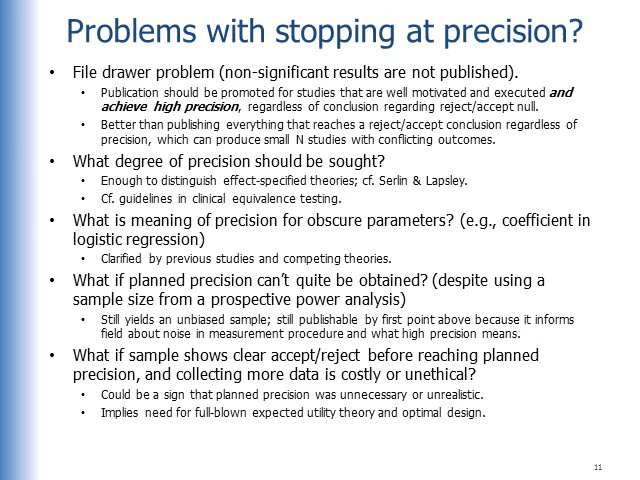 Problems with stopping at precision?
• File drawer problem (non-significant results are not published).
• Publication should be promoted for studies that are well motivated and executed and
achieve high precision, regardless of conclusion regarding reject/accept null.
• Better than publishing everything that reaches a reject/accept conclusion regardless of
precision, which can produce small N studies with conflicting outcomes.
• What degree of precision should be sought?
• Enough to distinguish effect-specified theories; cf. Serlin & Lapsley.
• Cf. guidelines in clinical equivalence testing.
• What is meaning of precision for obscure parameters? (e.g., coefficient in
logistic regression)
• Clarified by previous studies and competing theories.
• What if planned precision can't quite be obtained? (despite using a
sample size from a prospective power analysis)
• Still yields an unbiased sample; still publishable by first point above because it informs
field about noise in measurement procedure and what high precision means.
• What if sample shows clear accept/reject before reaching planned
precision, and collecting more data is costly or unethical?
• Could be a sign that planned precision was unnecessary or unrealistic.
• Implies need for full-blown expected utility theory and optimal design.
11